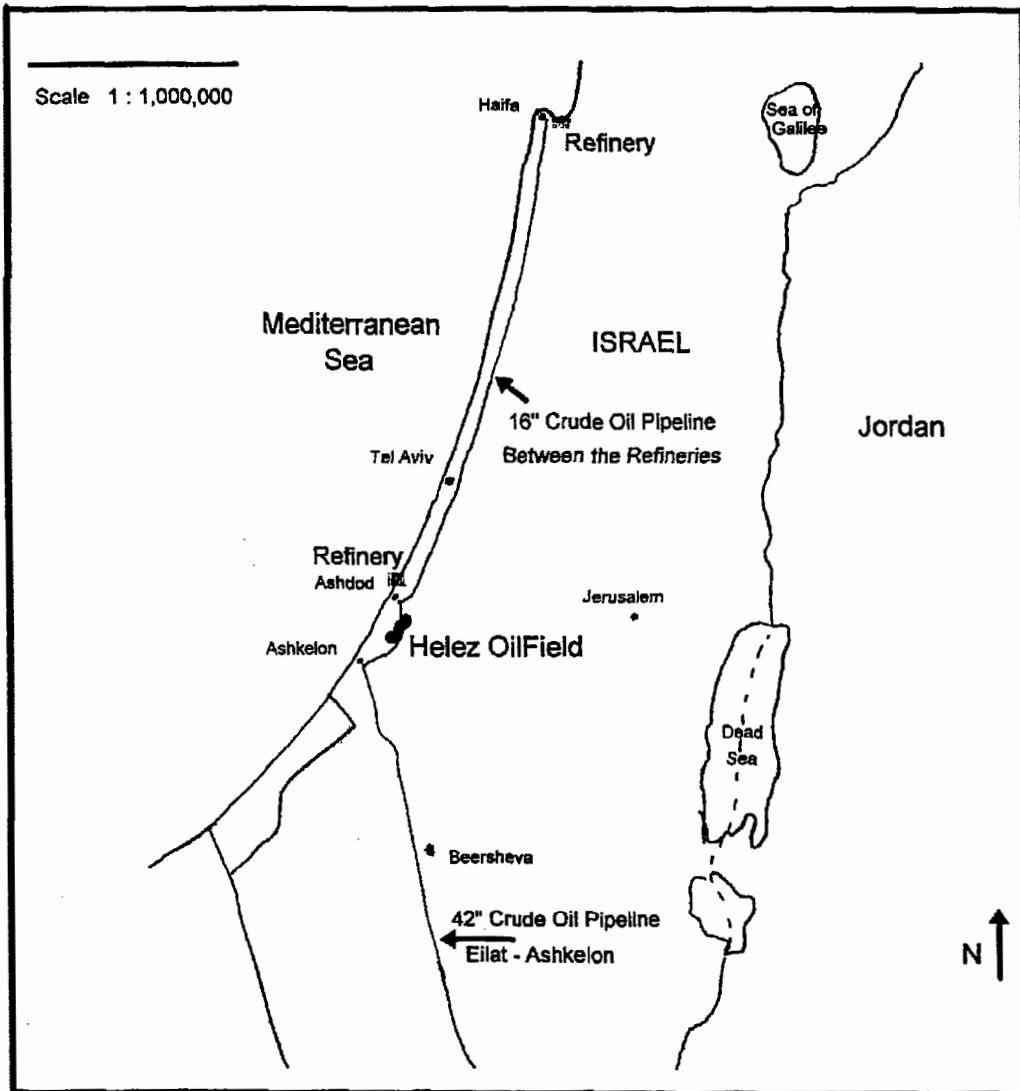 Scale 1 : 1,000,000
Haifa
Refinery
Sea of
Galilee
Mediterranean
Sea
ISRAEL
16" Crude Oil Pipeline
Between the Refineries
Jordan
Tel Aviv
Refinery
Ashdod
Jerusalem
Ashkelon
Helez OilField
Dead
Sea
Beersheva
42" Crude Oil Pipeline
Eilat - Ashkelon
N